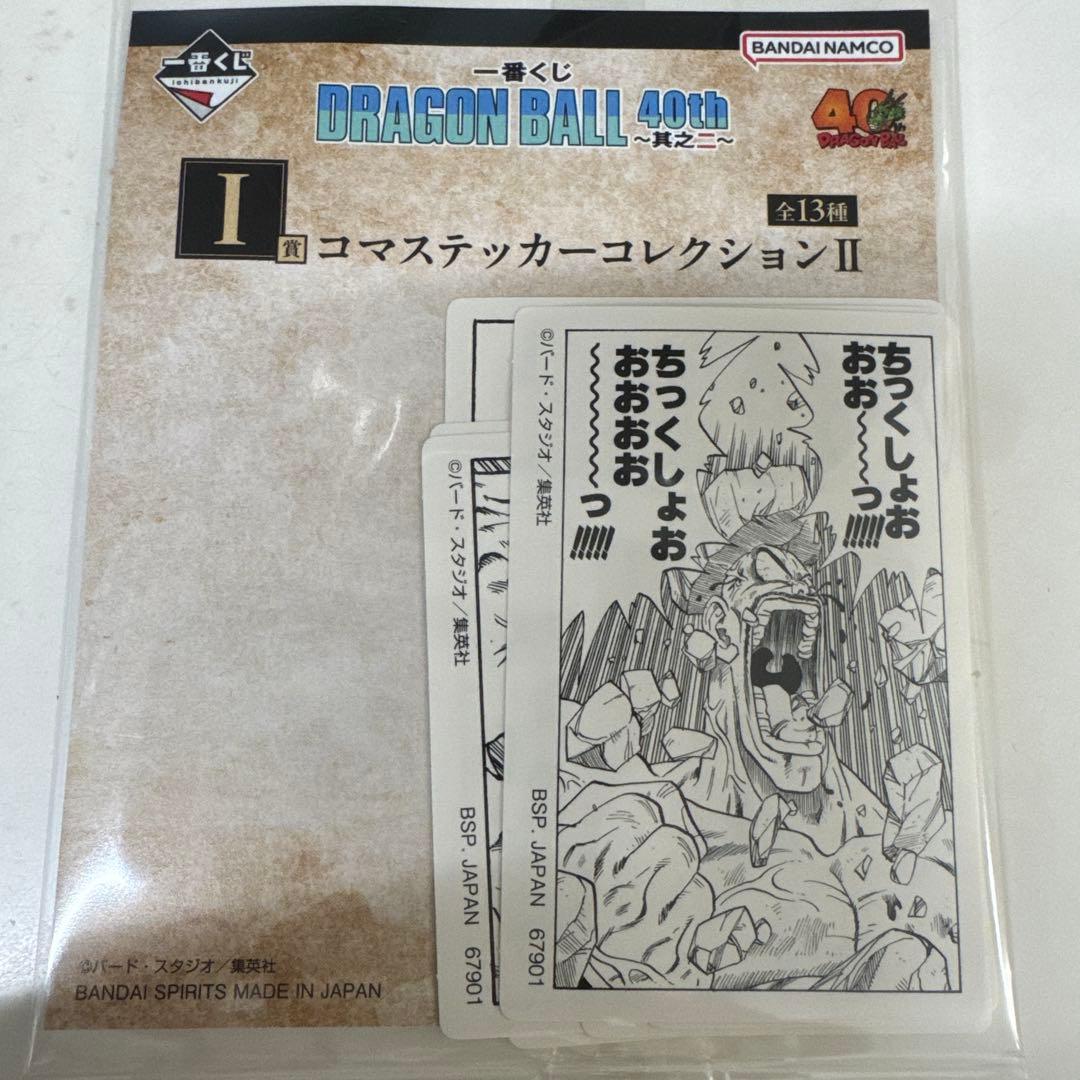 一番くじ
ichibankuji
BANDAI NAMCO
一番くじ
DRAGON BALL 40th
～其之二～
40th
DRAGON BALL
I
賞
全13種
コマステッカーコレクションⅡ
©バード・スタジオ／集英社
BSP. JAPAN 67901
©バード・スタジオ／集英社
BSP. JAPAN 67901
ちっくしょお
おお～～～っ!!!!!
ちっくしょお
おおおお
～～～～～っ!!!!!
©バード・スタジオ／集英社
BANDAI SPIRITS MADE IN JAPAN